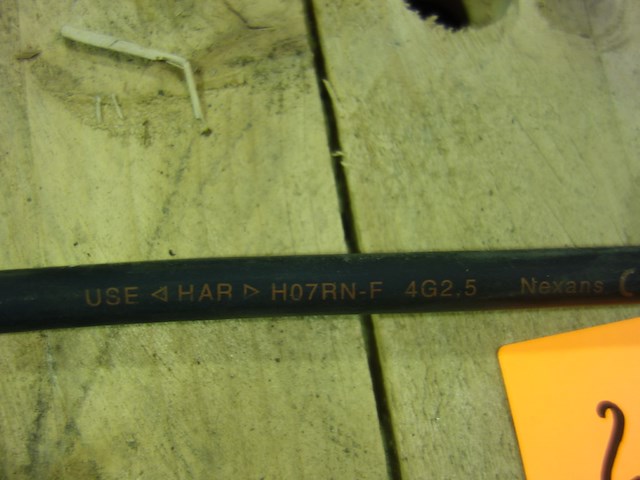 USE ◁ HAR ▷ H07RN-F 4G2.5 Nexans